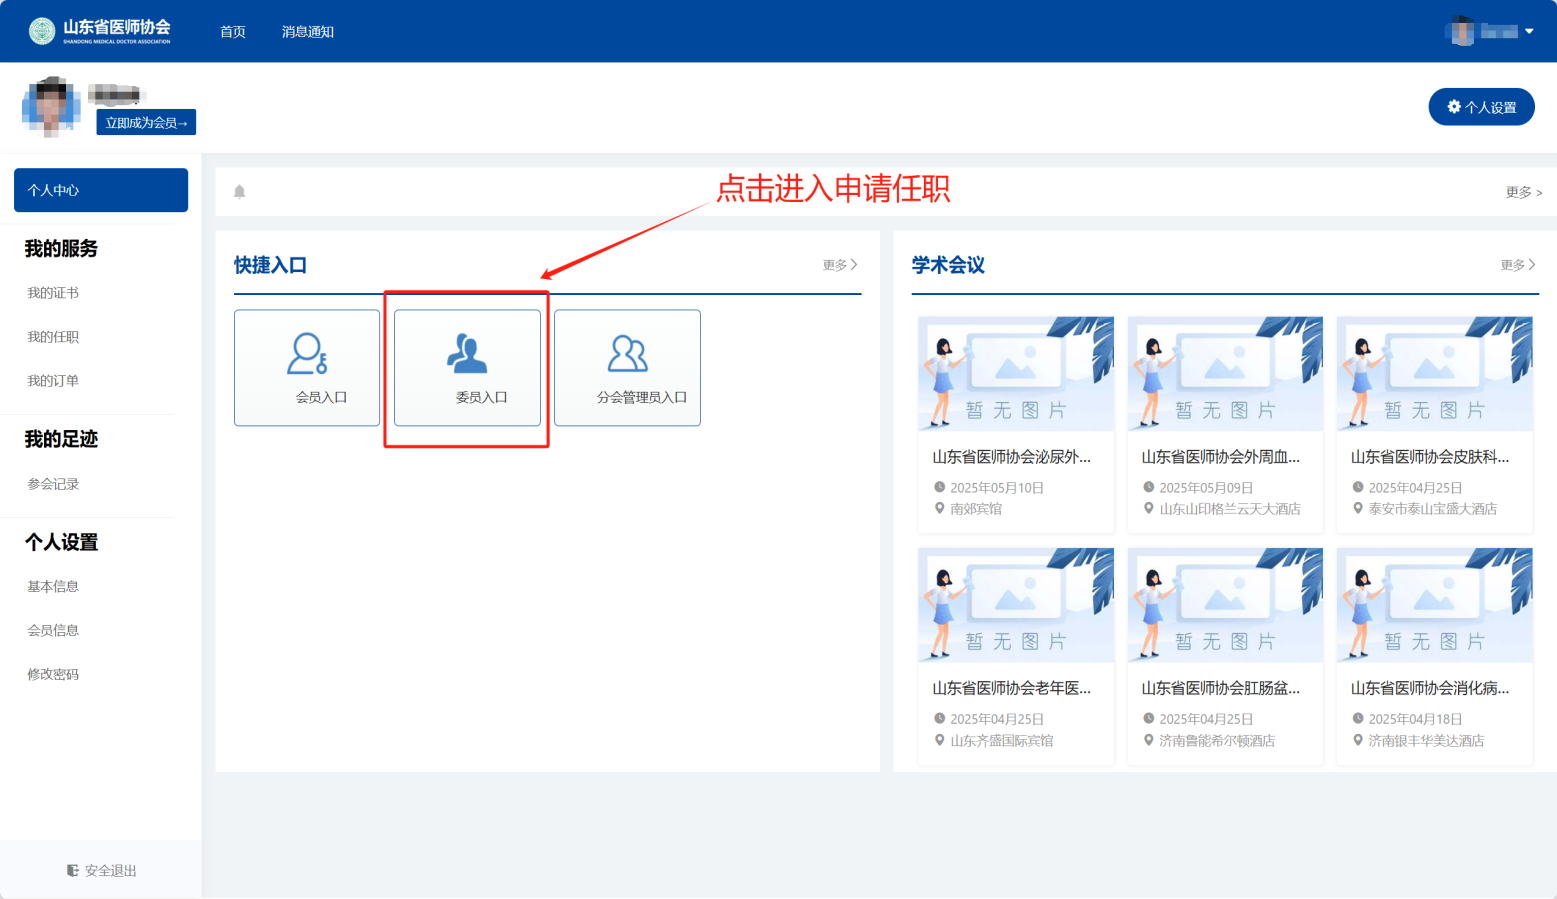 山东省医师协会
SHANDONG MEDICAL DOCTOR ASSOCIATION
首页
消息通知
立即成为会员→
个人设置
个人中心
我的服务
我的证书
我的任职
我的订单
我的足迹
参会记录
个人设置
基本信息
会员信息
修改密码
安全退出
点击进入申请任职
更多 >
快捷入口
更多 >
会员入口
委员入口
分会管理员入口
学术会议
更多 >
暂无图片
山东省医师协会泌尿外...
2025年05月10日
南郊宾馆
暂无图片
山东省医师协会外周血...
2025年05月09日
山东山印格兰云天大酒店
暂无图片
山东省医师协会皮肤科...
2025年04月25日
泰安市泰山宝盛大酒店
暂无图片
山东省医师协会老年医...
2025年04月25日
山东齐盛国际宾馆
暂无图片
山东省医师协会肛肠盆...
2025年04月25日
济南鲁能希尔顿酒店
暂无图片
山东省医师协会消化病...
2025年04月18日
济南银丰华美达酒店